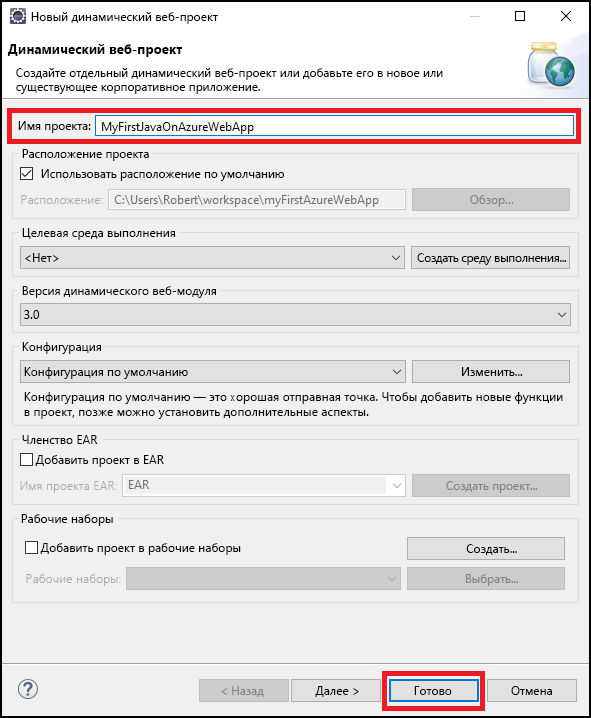 Новый динамический веб-проект
Динамический веб-проект
Создайте отдельный динамический веб-проект или добавьте его в новое или
существующее корпоративное приложение.
Имя проекта: MyFirstJavaOnAzureWebApp
Расположение проекта
Использовать расположение по умолчанию
Расположение: C:\Users\Robert\workspace\myFirstAzureWebApp Обзор...
Целевая среда выполнения
<Нет> Создать среду выполнения...
Версия динамического веб-модуля
3.0
Конфигурация
Конфигурация по умолчанию Изменить...
Конфигурация по умолчанию — это хорошая отправная точка. Чтобы добавить новые функции
в проект, позже можно установить дополнительные аспекты.
Членство EAR
Добавить проект в EAR
Имя проекта EAR: EAR Создать проект...
Рабочие наборы
Добавить проект в рабочие наборы Создать...
Рабочие наборы: Выбрать...
? < Назад Далее > Готово Отмена